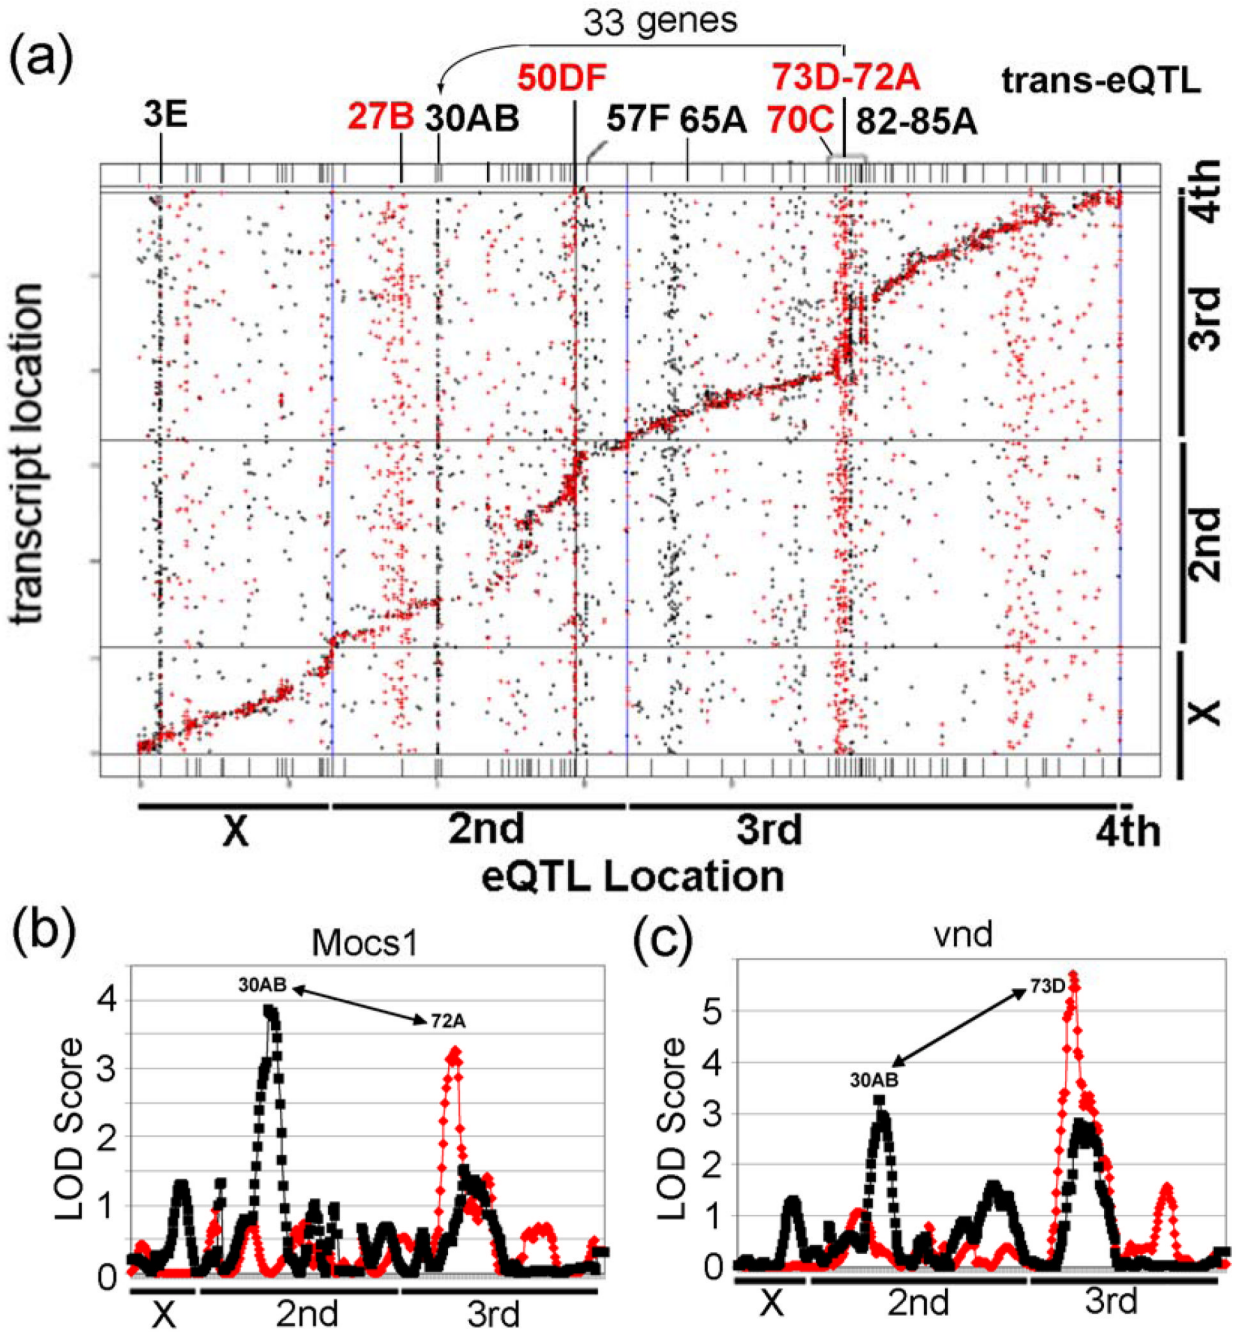 (a)
33 genes
50DF
73D-72A
trans-eQTL
3E
27B
30AB
57F
65A
70C
82-85A
transcript location
4th
3rd
2nd
X
X
2nd
3rd
4th
eQTL Location
(b)
Mocs1
30AB
72A
LOD Score
4
3
2
1
0
X
2nd
3rd
(c)
vnd
73D
30AB
LOD Score
5
4
3
2
1
0
X
2nd
3rd